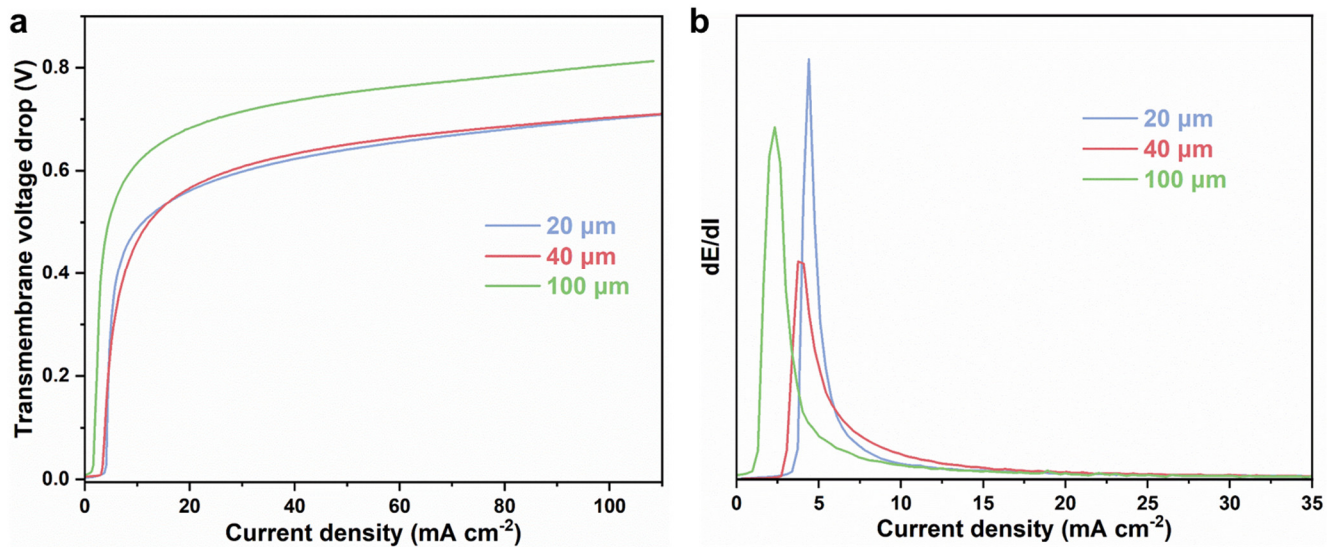 a
Transmembrane voltage drop (V)
0.8
0.6
0.4
0.2
0.0
0
20
40
60
80
100
Current density (mA cm⁻²)
20 μm
40 μm
100 μm
b
dE/dI
0
5
10
15
20
25
30
35
Current density (mA cm⁻²)
20 μm
40 μm
100 μm